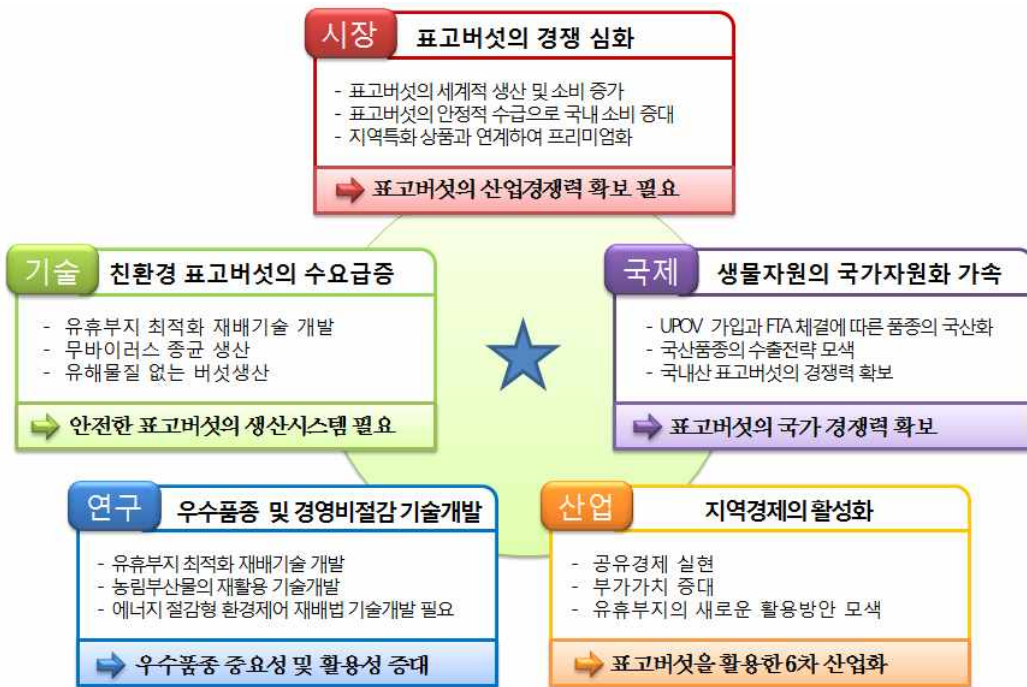 시장 표고버섯의 경쟁 심화
- 표고버섯의 세계적 생산 및 소비 증가
- 표고버섯의 안정적 수급으로 국내 소비 증대
- 지역특화 상품과 연계하여 프리미엄화
표고버섯의 산업경쟁력 확보 필요
기술 친환경 표고버섯의 수요급증
- 유휴부지 최적화 재배기술 개발
- 무바이러스 종균 생산
- 유해물질 없는 버섯생산
안전한 표고버섯의 생산시스템 필요
국제 생물자원의 국가자원화 가속
- UPOV 가입과 FTA 체결에 따른 품종의 국산화
- 국산품종의 수출전략 모색
- 국내산 표고버섯의 경쟁력 확보
표고버섯의 국가 경쟁력 확보
연구 우수품종 및 경영비절감 기술개발
- 유휴부지 최적화 재배기술 개발
- 농림부산물의 재활용 기술개발
- 에너지 절감형 환경제어 재배법 기술개발 필요
우수품종 중요성 및 활용성 증대
산업 지역경제의 활성화
- 공유경제 실현
- 부가가치 증대
- 유휴부지의 새로운 활용방안 모색
표고버섯을 활용한 6차 산업화